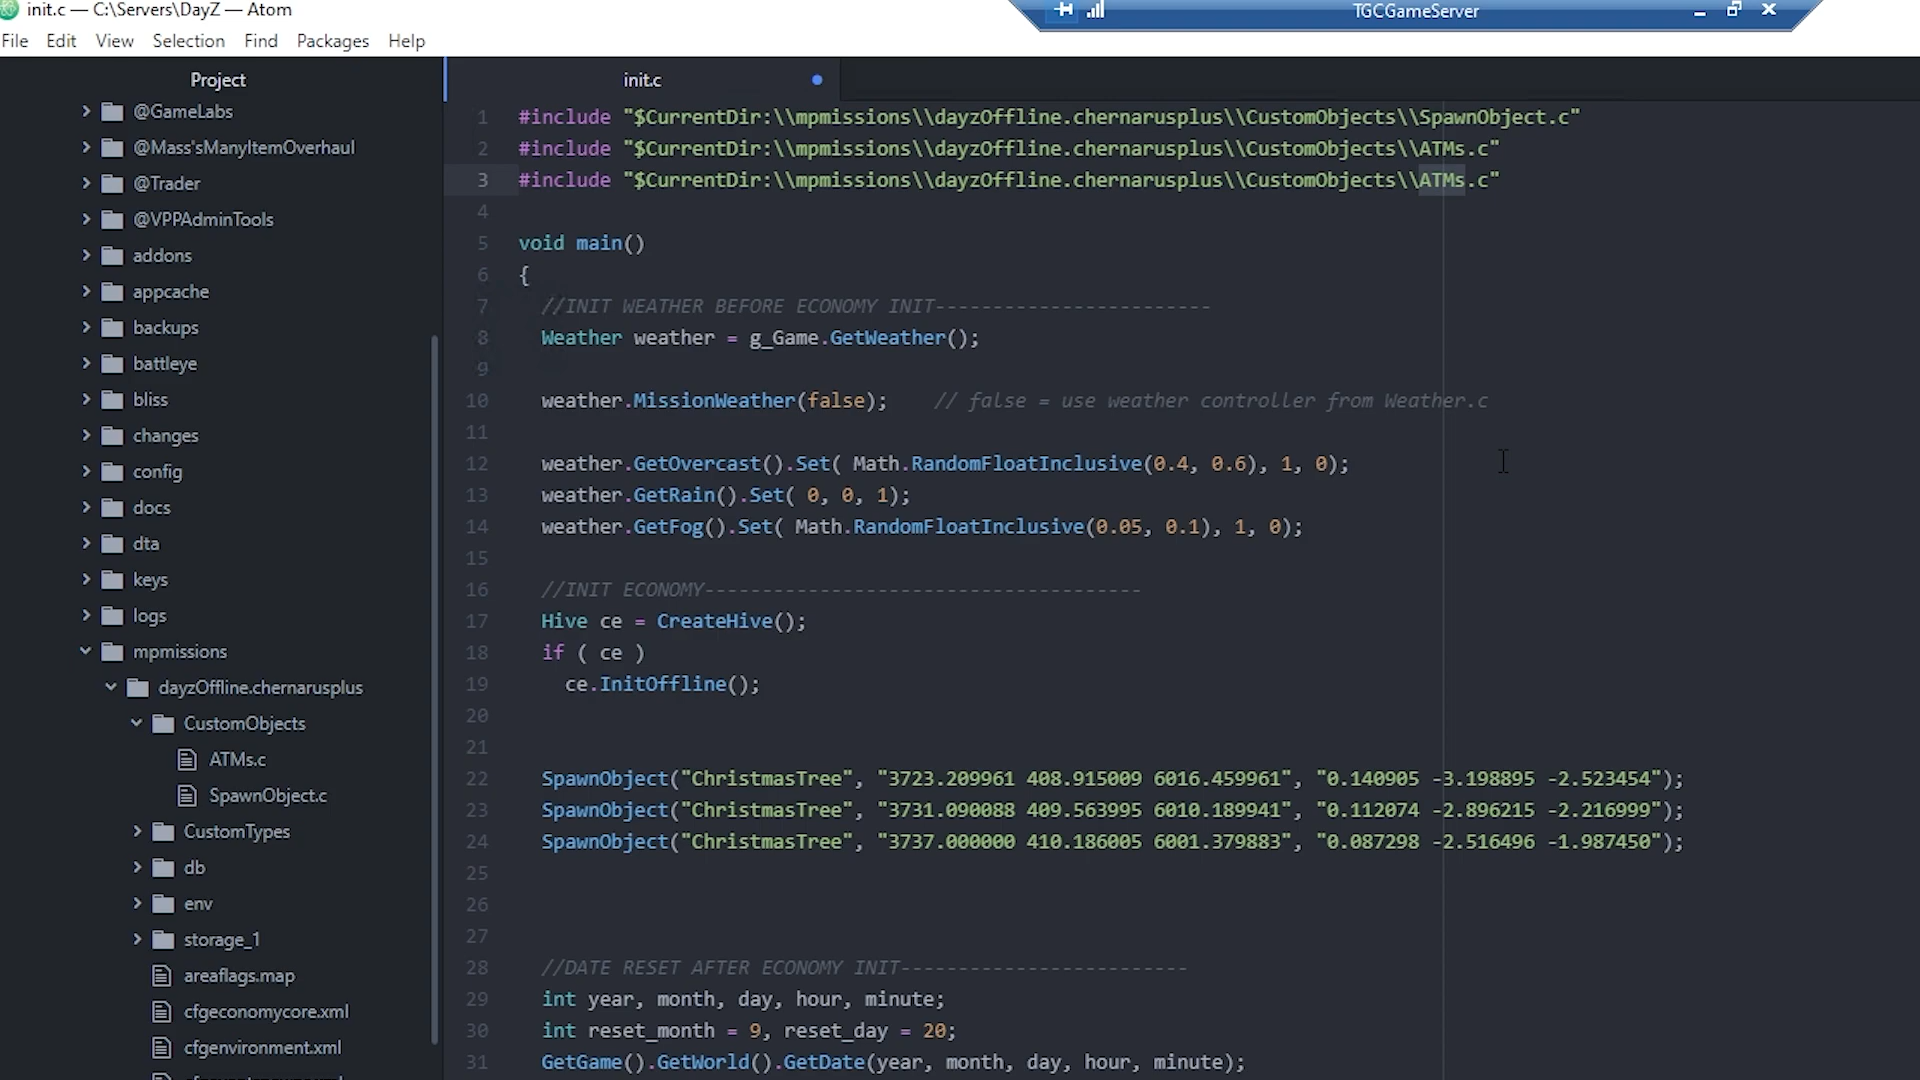 init.c — C:\Servers\DayZ — Atom
TGCGameServer
File Edit View Selection Find Packages Help
Project
@GameLabs
@Mass'sManyItemOverhaul
@Trader
@VPPAdminTools
addons
appcache
backups
battleye
bliss
changes
config
docs
dta
keys
logs
mpmissions
dayzOffline.chernarusplus
CustomObjects
ATMs.c
SpawnObject.c
CustomTypes
db
env
storage_1
areaflags.map
cfgeconomycore.xml
cfgenvironment.xml
init.c
1 #include "$CurrentDir:\\mpmissions\\dayzOffline.chernarusplus\\CustomObjects\\SpawnObject.c"
2 #include "$CurrentDir:\\mpmissions\\dayzOffline.chernarusplus\\CustomObjects\\ATMs.c"
3 #include "$CurrentDir:\\mpmissions\\dayzOffline.chernarusplus\\CustomObjects\\ATMs.c"
4
5 void main()
6 {
7 //INIT WEATHER BEFORE ECONOMY INIT------------------------
8 Weather weather = g_Game.GetWeather();
9
10 weather.MissionWeather(false); // false = use weather controller from Weather.c
11
12 weather.GetOvercast().Set( Math.RandomFloatInclusive(0.4, 0.6), 1, 0);
13 weather.GetRain().Set( 0, 0, 1);
14 weather.GetFog().Set( Math.RandomFloatInclusive(0.05, 0.1), 1, 0);
15
16 //INIT ECONOMY--------------------------------------
17 Hive ce = CreateHive();
18 if ( ce )
19 ce.InitOffline();
20
21
22 SpawnObject("ChristmasTree", "3723.209961 408.915009 6016.459961", "0.140905 -3.198895 -2.523454");
23 SpawnObject("ChristmasTree", "3731.090088 409.563995 6010.189941", "0.112074 -2.896215 -2.216999");
24 SpawnObject("ChristmasTree", "3737.000000 410.186005 6001.379883", "0.087298 -2.516496 -1.987450");
25
26
27
28 //DATE RESET AFTER ECONOMY INIT-------------------------
29 int year, month, day, hour, minute;
30 int reset_month = 9, reset_day = 20;
31 GetGame().GetWorld().GetDate(year, month, day, hour, minute);